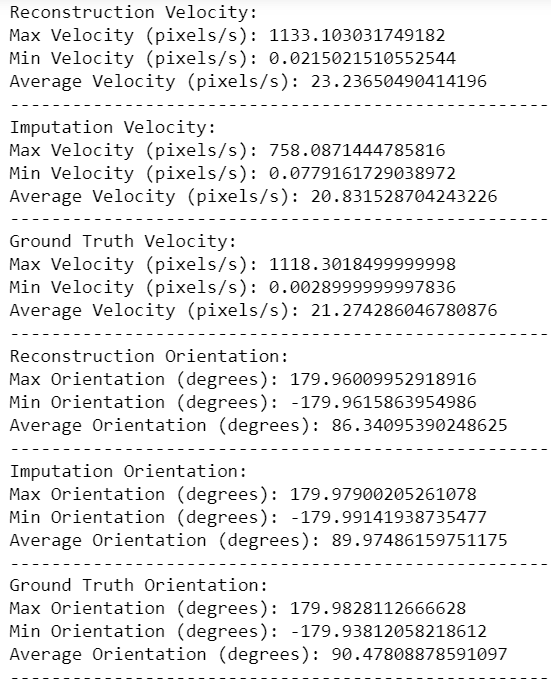 Reconstruction Velocity:
Max Velocity (pixels/s): 1133.103031749182
Min Velocity (pixels/s): 0.0215021510552544
Average Velocity (pixels/s): 23.23650490414196
----------------------------------------------------
Imputation Velocity:
Max Velocity (pixels/s): 758.0871444785816
Min Velocity (pixels/s): 0.0779161729038972
Average Velocity (pixels/s): 20.831528704243226
----------------------------------------------------
Ground Truth Velocity:
Max Velocity (pixels/s): 1118.3018499999998
Min Velocity (pixels/s): 0.0028999999997836
Average Velocity (pixels/s): 21.274286046780876
----------------------------------------------------
Reconstruction Orientation:
Max Orientation (degrees): 179.96009952918916
Min Orientation (degrees): -179.9615863954986
Average Orientation (degrees): 86.34095390248625
----------------------------------------------------
Imputation Orientation:
Max Orientation (degrees): 179.97900205261078
Min Orientation (degrees): -179.99141938735477
Average Orientation (degrees): 89.97486159751175
----------------------------------------------------
Ground Truth Orientation:
Max Orientation (degrees): 179.9828112666628
Min Orientation (degrees): -179.93812058218612
Average Orientation (degrees): 90.47808878591097
----------------------------------------------------